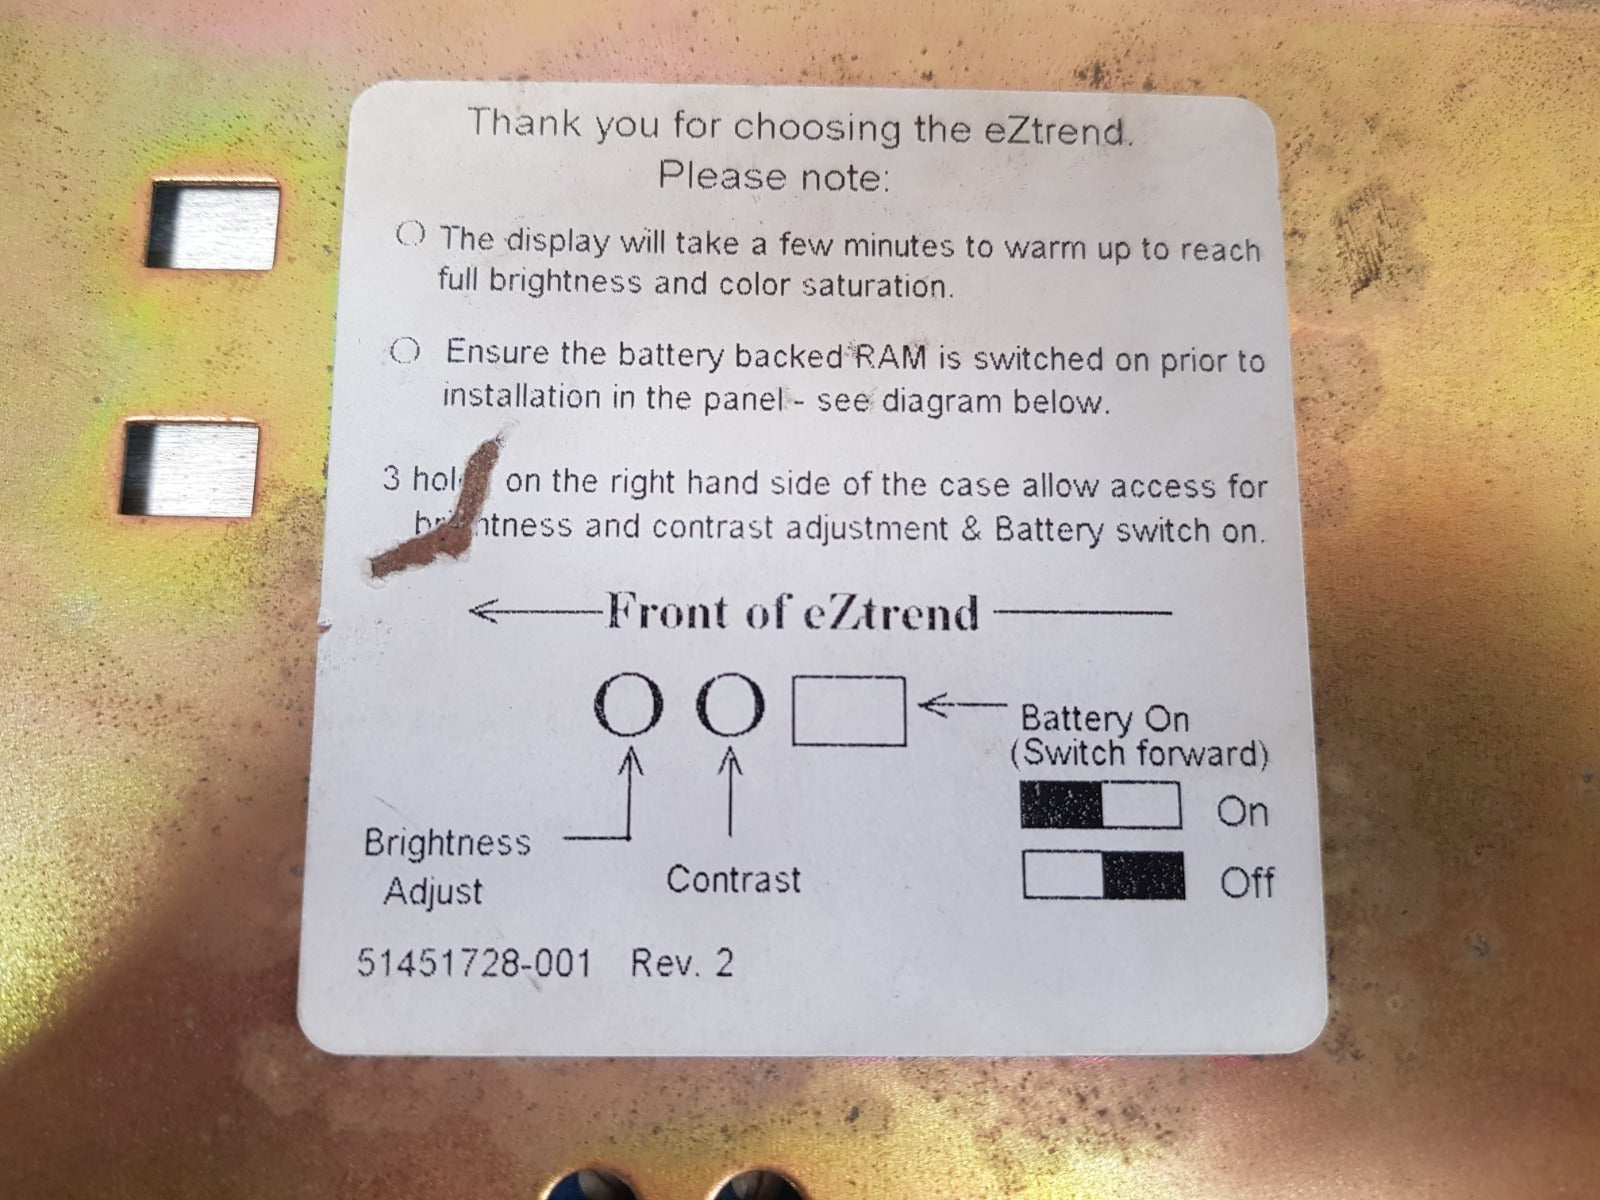 Thank you for choosing the eZtrend.
Please note:
The display will take a few minutes to warm up to reach
full brightness and color saturation.
Ensure the battery backed RAM is switched on prior to
installation in the panel - see diagram below.
3 on the right hand side of the case allow access for
and contrast adjustment & Battery switch on.
Front of eZtrend
Battery On
(Switch forward)
On
Off
Brightness
Adjust
Contrast
51451728-001 Rev. 2